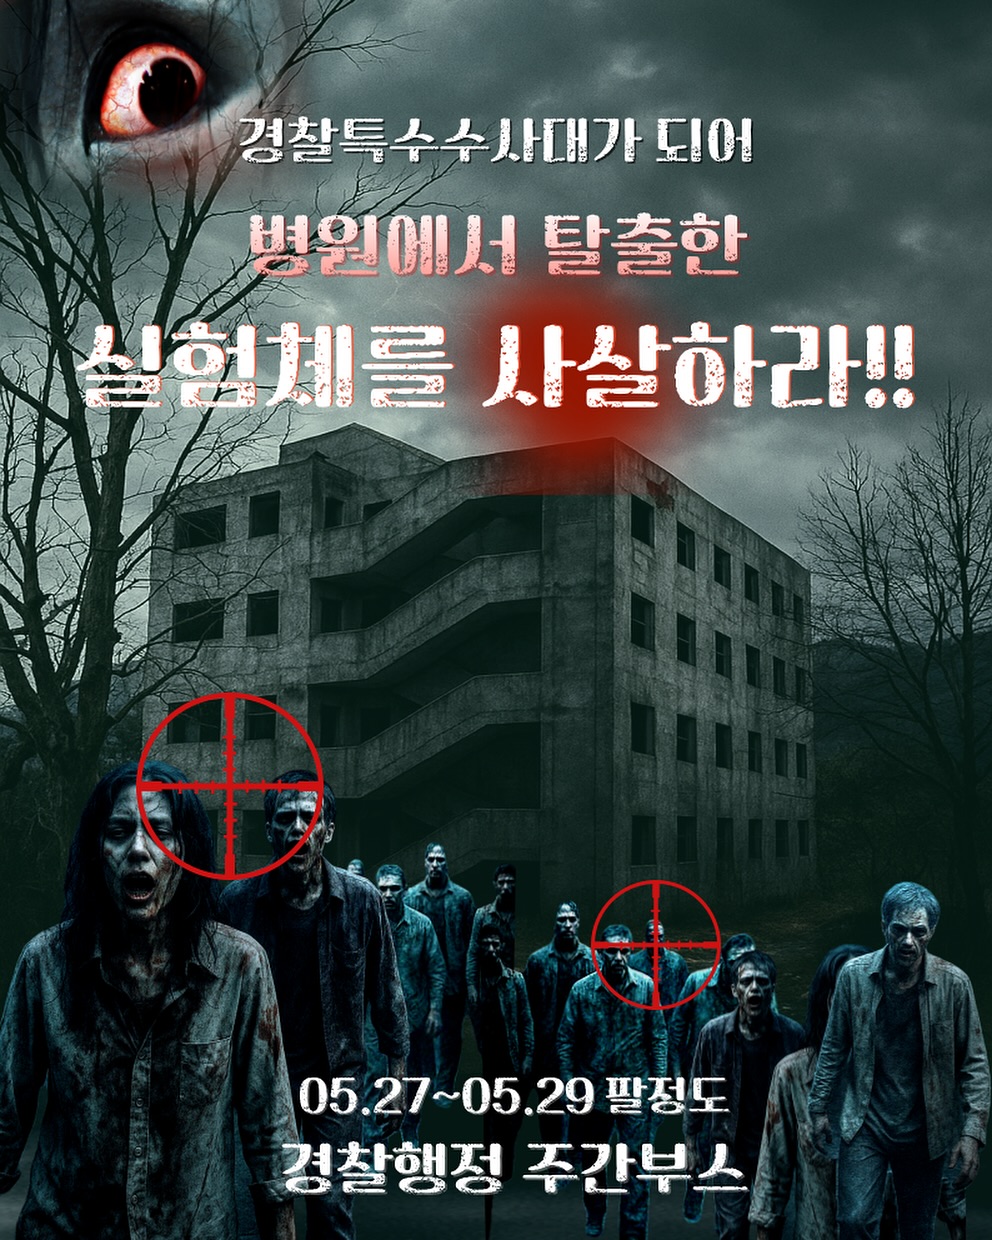 경찰특수수사대가 되어
병원에서 탈출한
실험체를 사살하라!!
05.27~05.29 팔정도
경찰행정 주간부스